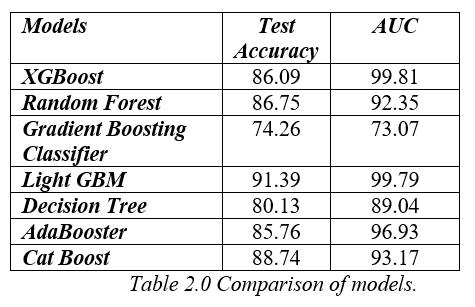 Models Test Accuracy AUC
XGBoost 86.09 99.81
Random Forest 86.75 92.35
Gradient Boosting Classifier 74.26 73.07
Light GBM 91.39 99.79
Decision Tree 80.13 89.04
AdaBooster 85.76 96.93
Cat Boost 88.74 93.17
Table 2.0 Comparison of models.